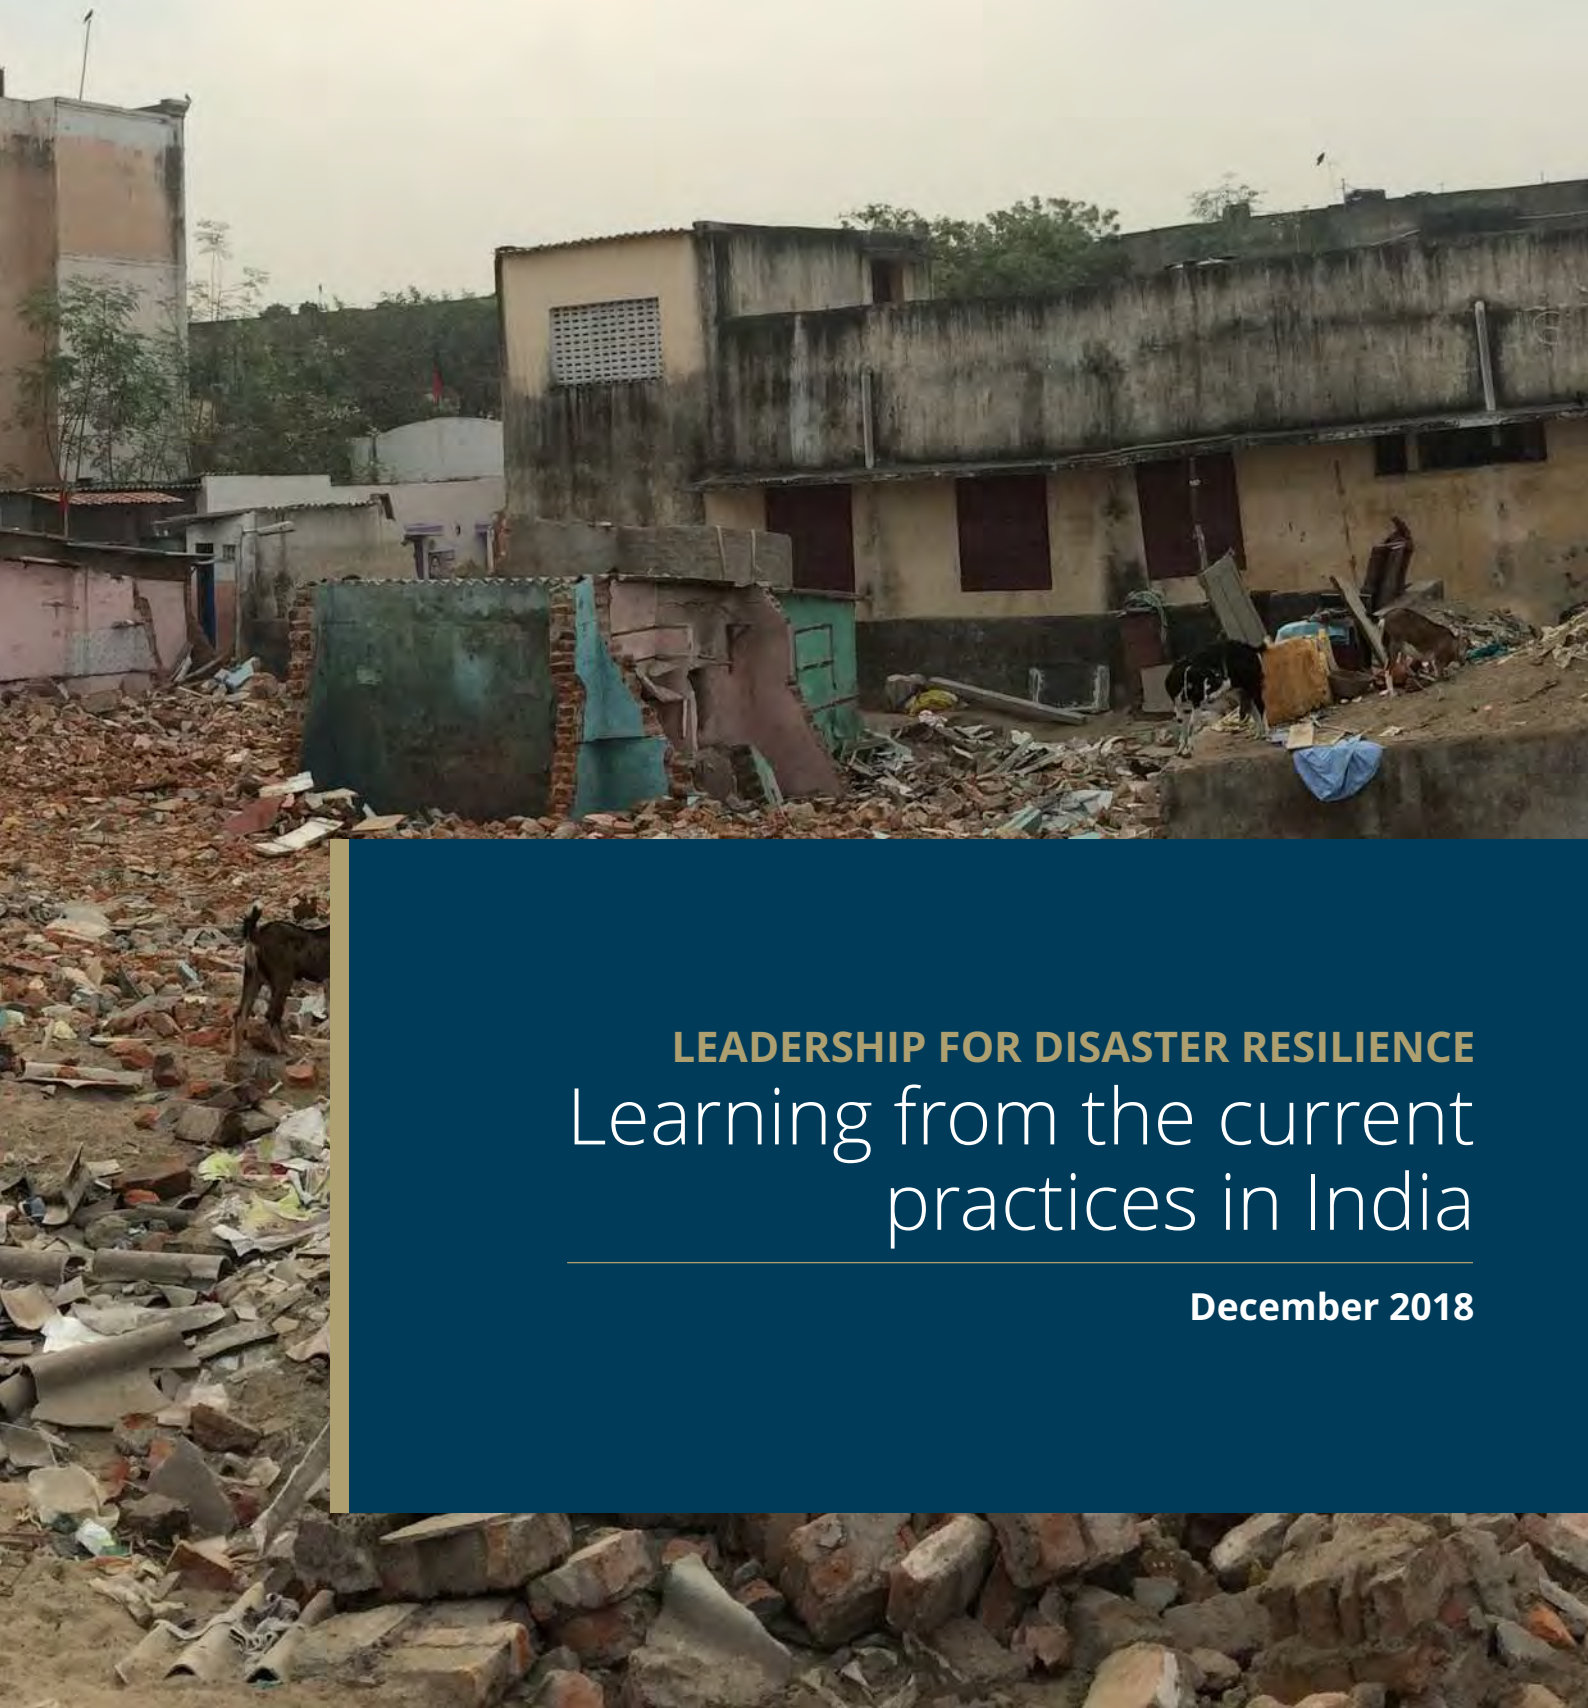 LEADERSHIP FOR DISASTER RESILIENCE
Learning from the current
practices in India
December 2018